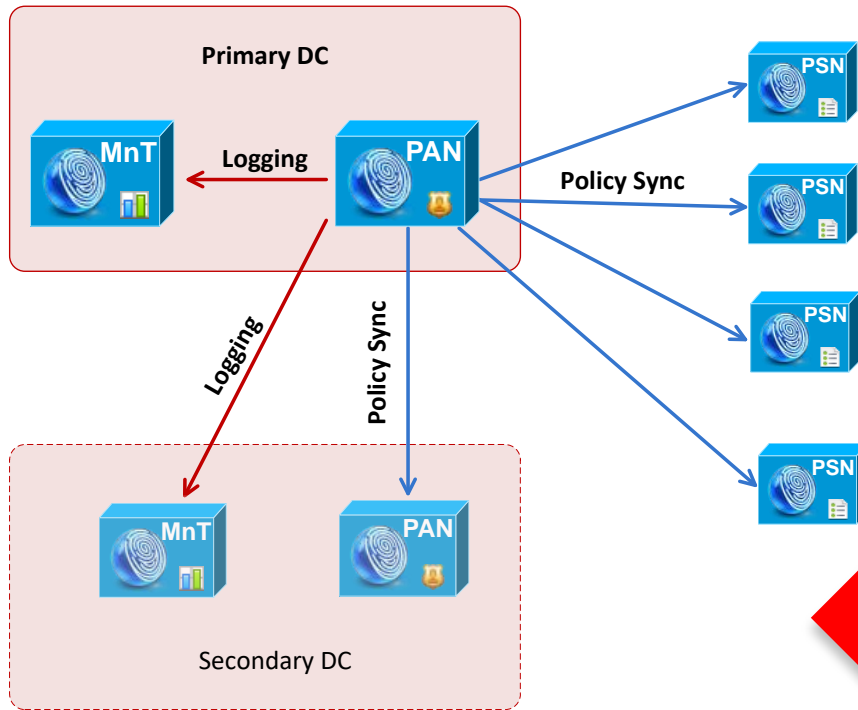 Primary DC
PSN
MnT
Logging
PAN
Policy Sync
PSN
PSN
Logging
Policy Sync
PSN
MnT
PAN
Secondary DC